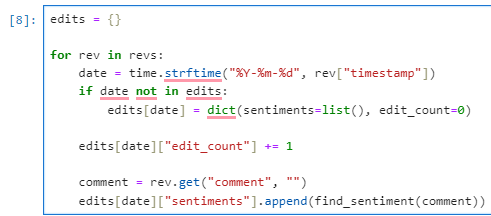 [8]: edits = {}
for rev in revs:
    date = time.strftime("%Y-%m-%d", rev["timestamp"])
    if date not in edits:
        edits[date] = dict(sentiments=list(), edit_count=0)
    edits[date]["edit_count"] += 1
    comment = rev.get("comment", "")
    edits[date]["sentiments"].append(find_sentiment(comment))